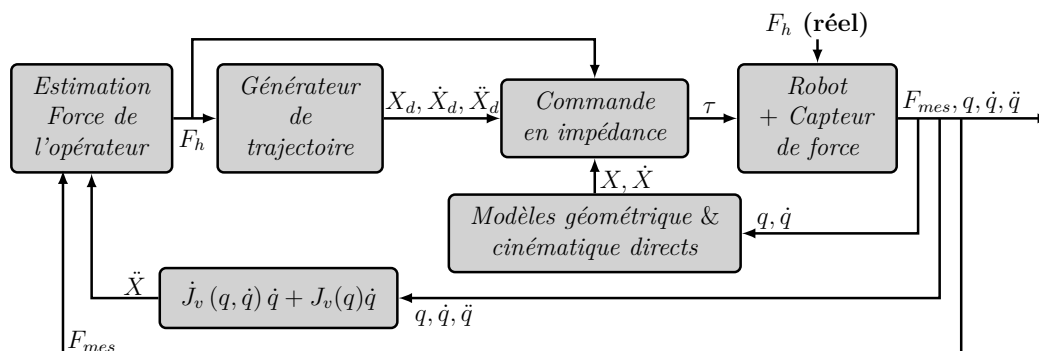 F_h (réel)
Estimation
Force de
l'opérateur
F_h
Générateur
de
trajectoire
X_d, Ẋ_d, Ẍ_d
Commande
en impédance
τ
Robot
+ Capteur
de force
F_mes, q, q̇, q̈
X, Ẋ
Modèles géométrique &
cinématique directs
q, q̇
Ẍ
J̇_v (q, q̇) q̇ + J_v(q)q̇
q, q̇, q̈
F_mes